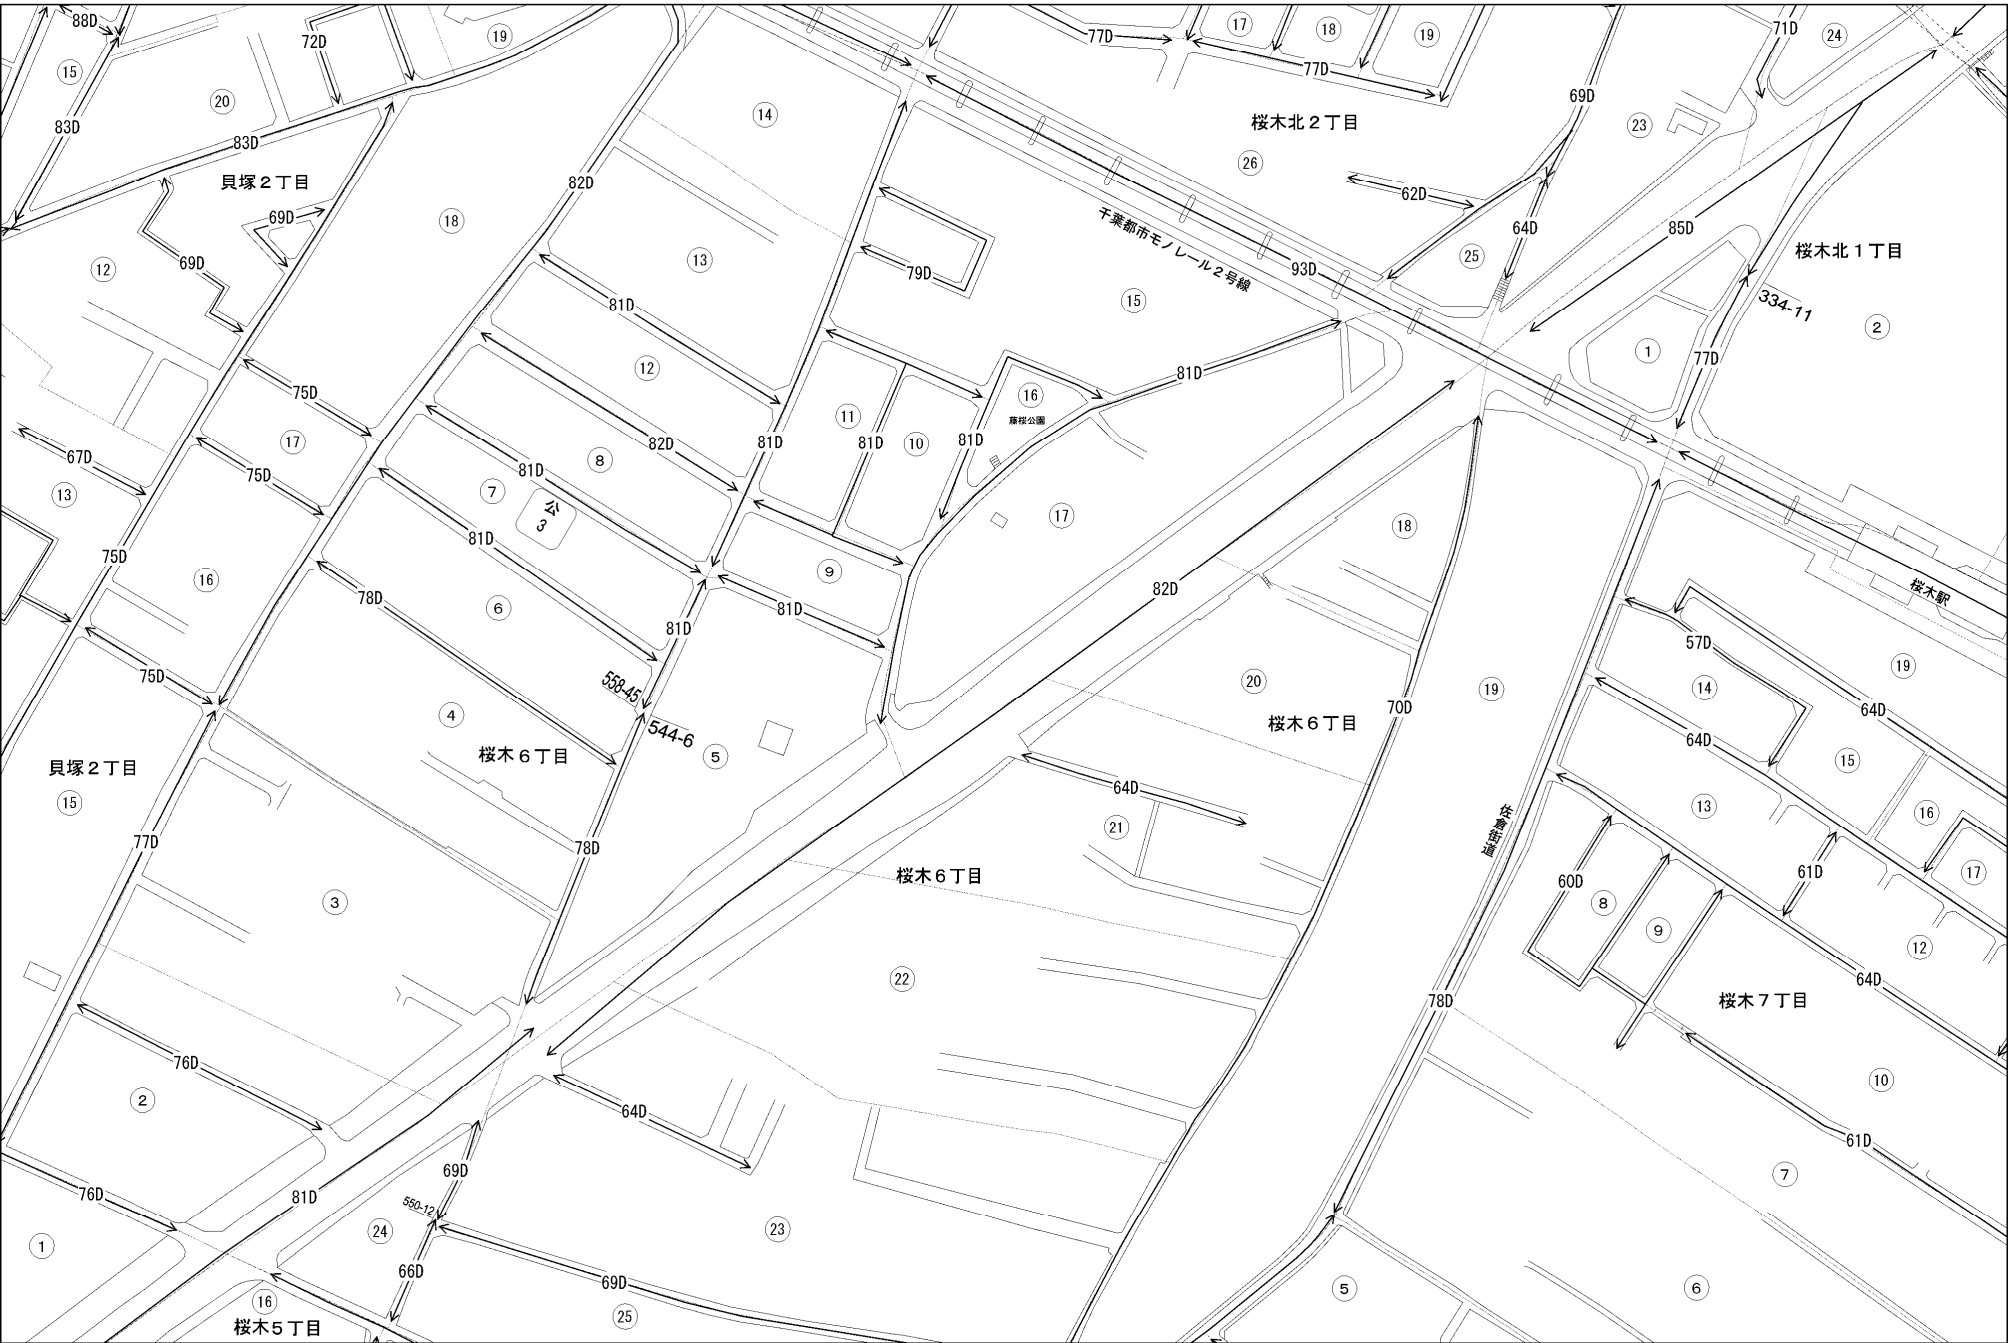 88D
72D
19
77D
17
18
19
71D
24
15
20
77D
69D
14
桜木北2丁目
23
83D
83D
26
貝塚2丁目
82D
62D
69D
18
千葉都市モノレール2号線
64D
85D
桜木北1丁目
69D
12
13
79D
93D
25
334-11
81D
15
2
12
81D
1
77D
75D
16
藤桜公園
11
17
82D
81D
81D
81D
10
67D
75D
8
81D
13
7
公
3
17
18
75D
81D
16
9
78D
6
82D
桜木駅
81D
81D
57D
75D
558-45
20
19
14
19
4
544-6
70D
64D
桜木6丁目
5
桜木6丁目
64D
貝塚2丁目
15
64D
15
13
16
21
佐倉街道
77D
78D
桜木6丁目
61D
17
60D
3
8
9
12
22
64D
78D
桜木7丁目
76D
10
2
64D
61D
69D
7
76D
81D
550-12
24
23
1
66D
69D
5
6
16
25
桜木5丁目